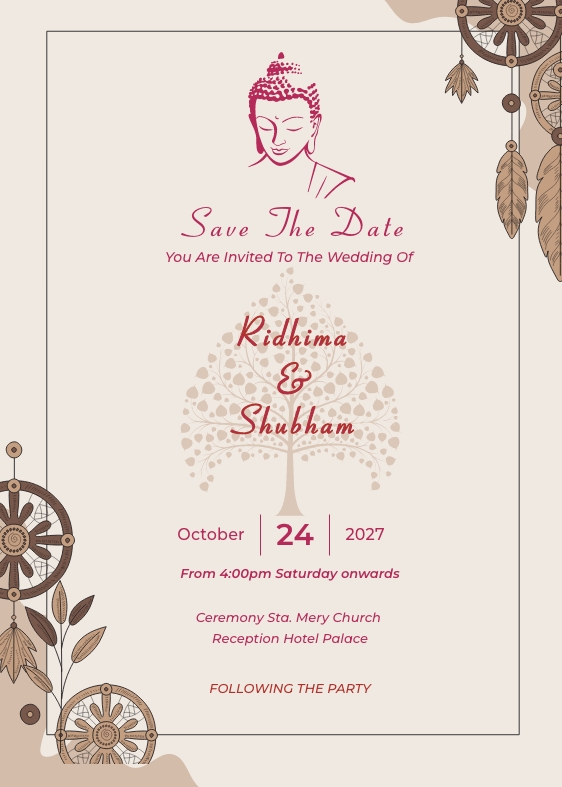 Save The Date
You Are Invited To The Wedding Of
Ridhima
&
Shubham
October 24 2027
From 4:00pm Saturday onwards
Ceremony Sta. Mery Church
Reception Hotel Palace
FOLLOWING THE PARTY